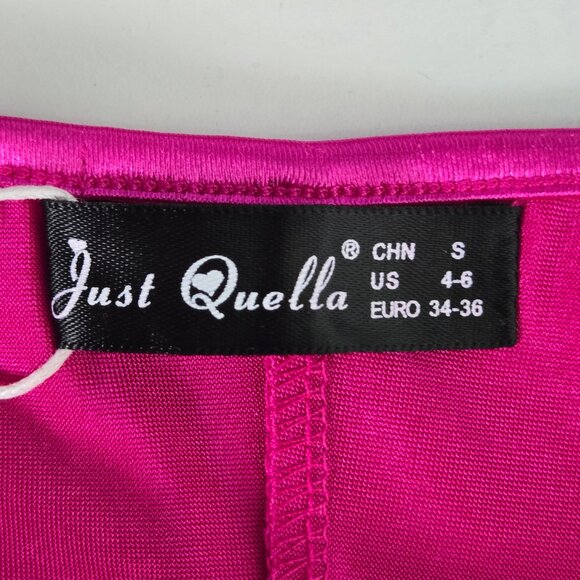 Just Quella®
CHN S
US 4-6
EURO 34-36